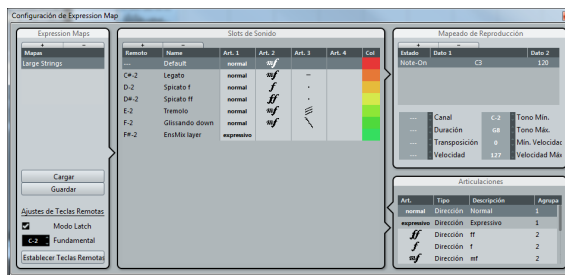 Configuración de Expression Map
Expression Maps
+ -
Mapas
Large Strings
Cargar
Guardar
Ajustes de Teclas Remotas
Modo Latch
C-2 Fundamental
Establecer Teclas Remotas
Slots de Sonido
+ -
Remoto Name Art. 1 Art. 2 Art. 3 Art. 4 Col
--- Default normal mf
C#-2 Legato normal mf –
D-2 Spicato f normal f .
D#-2 Spicato ff normal ff .
E-2 Tremolo normal mf
F-2 Glissando down normal mf
F#-2 EnsMix layer expressivo
Mapeado de Reproducción
+ -
Estado Dato 1 Dato 2
Note-On C3 120
--- Canal C-2 Tono Mín.
--- Duración G8 Tono Máx.
--- Transposición 0 Mín. Velocidad
--- Velocidad 127 Velocidad Máx
Articulaciones
Art. Tipo Descripción Agrupa
normal Dirección Normal 1
expressivo Dirección Expressivo 1
ff Dirección ff 2
f Dirección f 2
mf Dirección mf 2